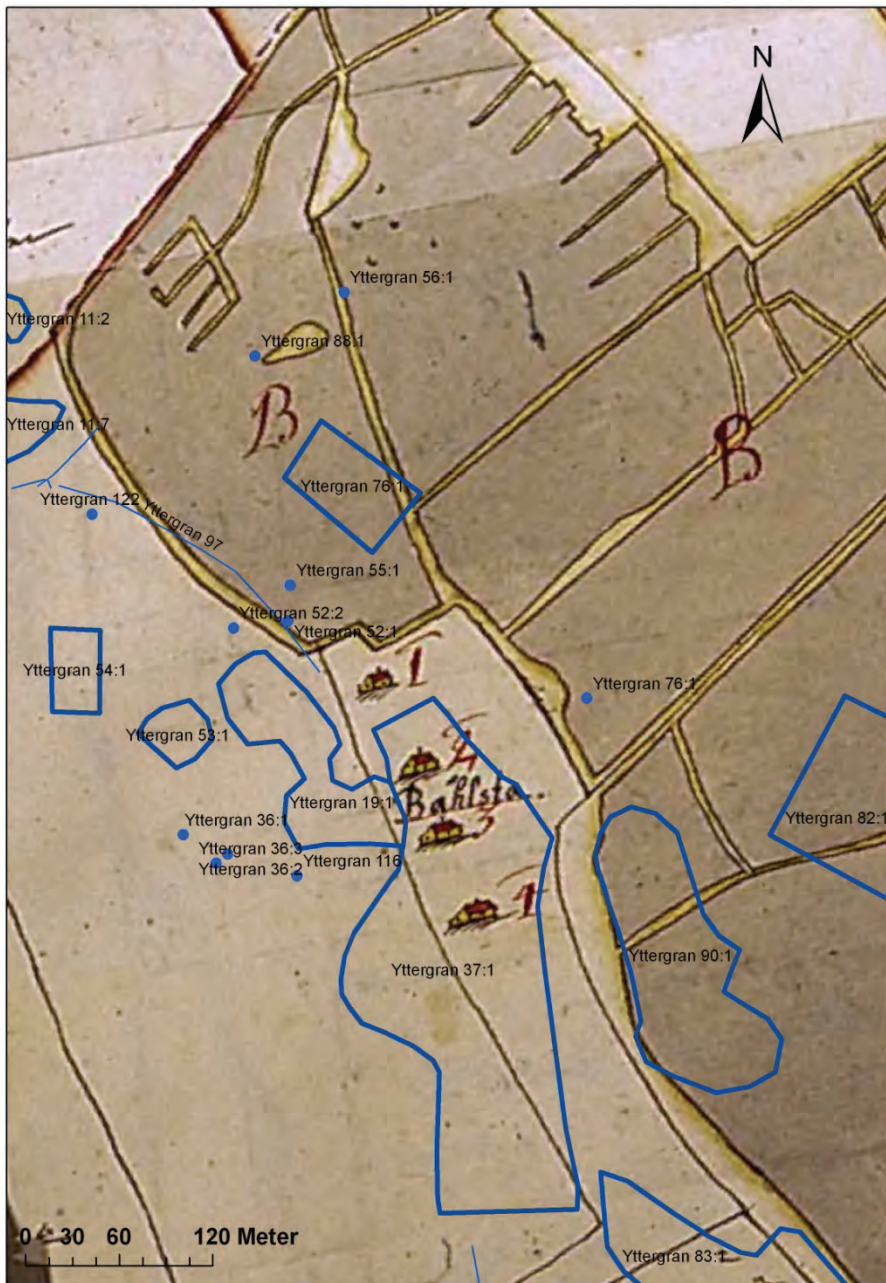 N
Yttergran 56:1
Yttergran 11:2
Yttergran 88:1
B
Yttergran 11:7
B
Yttergran 76:1
Yttergran 122
Yttergran 97
Yttergran 55:1
Yttergran 52:2
Yttergran 52:1
Yttergran 54:1
1
Yttergran 76:1
Yttergran 53:1
2
Yttergran 19:1
Bahlsta
Yttergran 36:1
3
Yttergran 82:1
Yttergran 36:3
Yttergran 116
Yttergran 36:2
Yttergran 90:1
Yttergran 37:1
0 30 60 120 Meter
Yttergran 83:1